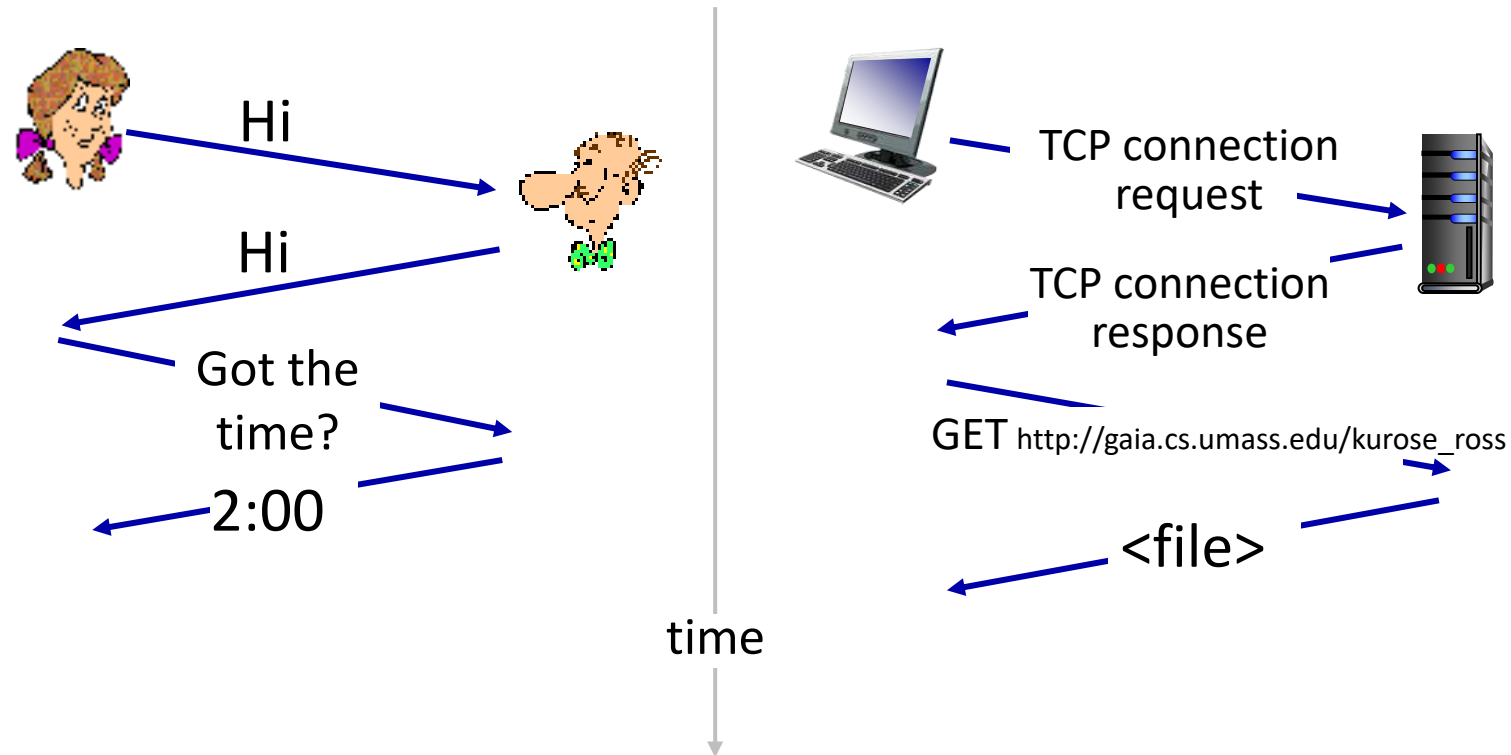 Hi
Hi
Got the
time?
2:00
time
TCP connection
request
TCP connection
response
GET http://gaia.cs.umass.edu/kurose_ross
<file>